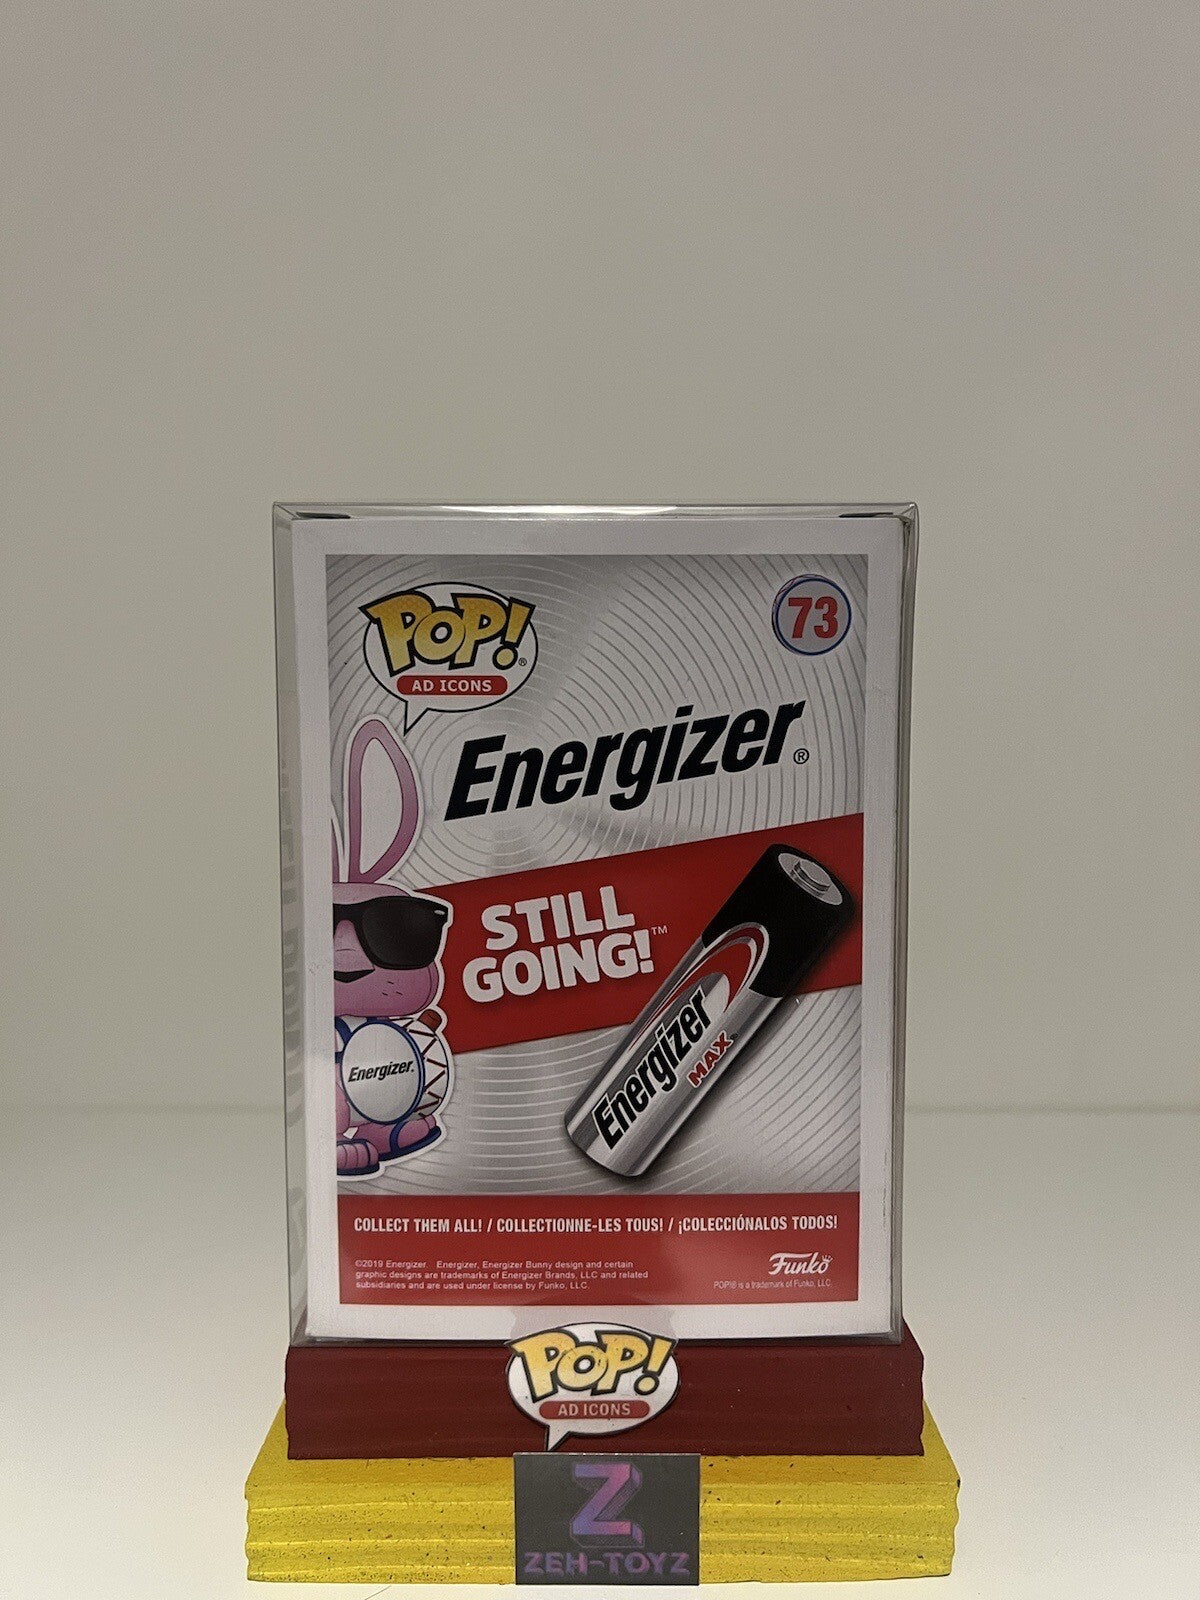 POP!®
AD ICONS
73
Energizer®
STILL
GOING!™
Energizer
MAX®
Energizer®
COLLECT THEM ALL! / COLLECTIONNE-LES TOUS! / ¡COLECCIÓNALOS TODOS!
©2019 Energizer. Energizer, Energizer Bunny design and certain
graphic designs are trademarks of Energizer Brands, LLC and related
subsidiaries and are used under license by Funko, LLC.
Funko
POP!® is a trademark of Funko, LLC.
POP!
AD ICONS
Z
ZEH-TOYZ